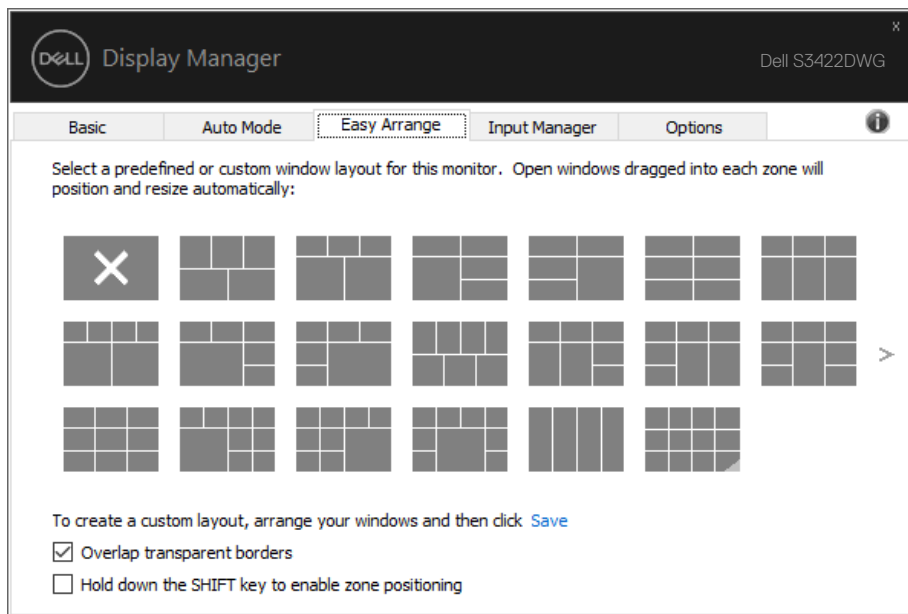 DELL Display Manager
x
Dell S3422DWG
Basic Auto Mode Easy Arrange Input Manager Options
Select a predefined or custom window layout for this monitor. Open windows dragged into each zone will
position and resize automatically:
>
To create a custom layout, arrange your windows and then click Save
Overlap transparent borders
Hold down the SHIFT key to enable zone positioning